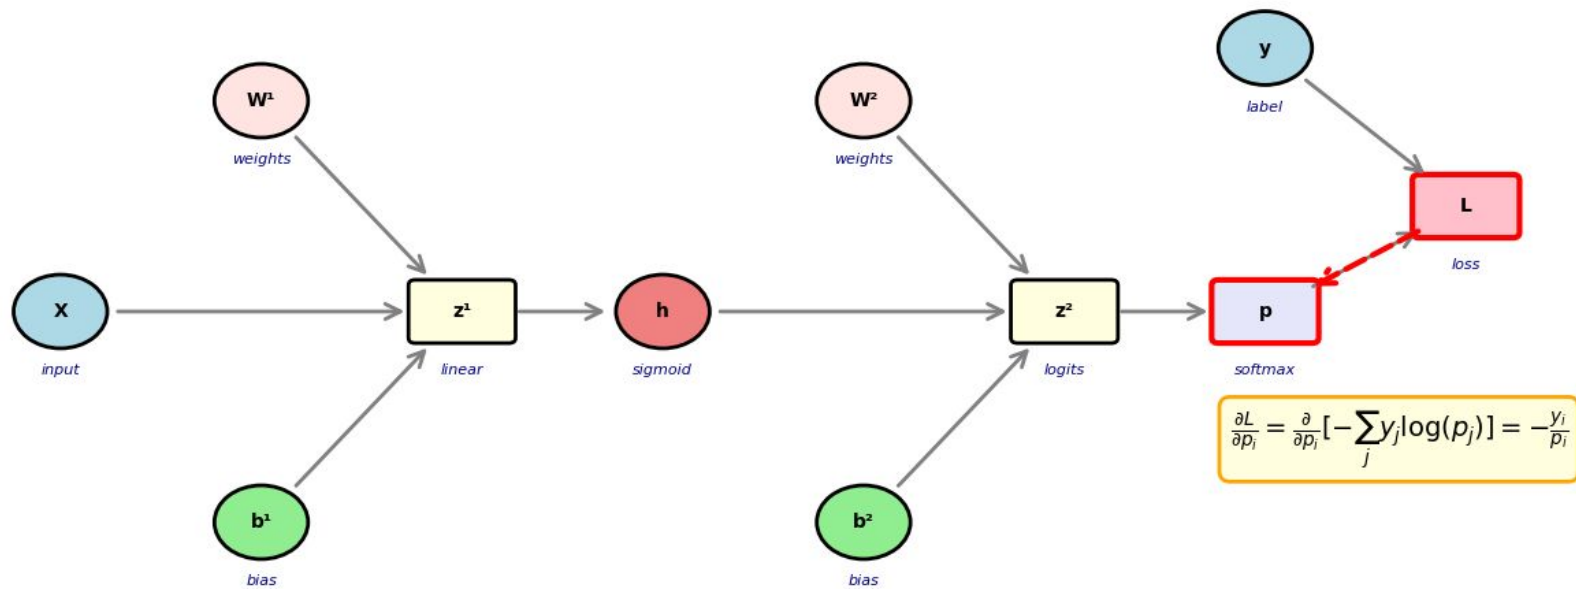 y
label
W¹
weights
W²
weights
L
loss
X
input
z¹
linear
h
sigmoid
z²
logits
p
softmax
∂L/∂pᵢ = ∂/∂pᵢ[−∑ⱼ yⱼlog(pⱼ)] = −yᵢ/pᵢ
b¹
bias
b²
bias